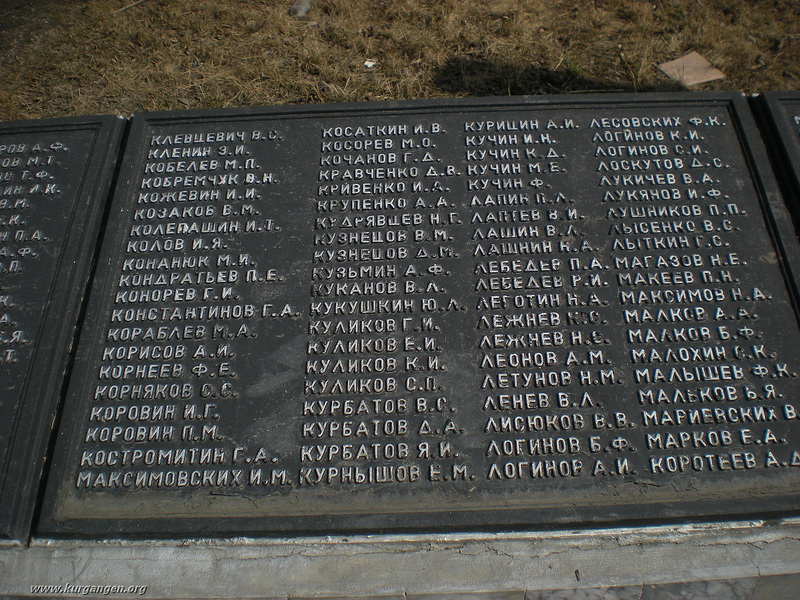 РОВ А.Ф.
ОВ М.Т.
И.К.
В.М.
П.А.
А.Ф.
КЛЕВЦЕВИЧ В.С.
КЛЕНИН З.И.
КОБЕЛЕВ М.П.
КОБРЕМЧУК В.Н.
КОЖЕВИН И.И.
КОЗАКОВ В.М.
КОЛЕПАШИН И.Т.
КОЛОВ И.Я.
КОНАНЮК М.И.
КОНДРАТЬЕВ П.Е.
КОНОРЕВ Г.И.
КОНСТАНТИНОВ Г.А.
КОРАБЛЕВ М.А.
КОРИСОВ А.И.
КОРНЕЕВ Ф.Е.
КОРНЯКОВ С.С.
КОРОВИН И.Г.
КОРОВИН П.М.
КОСТРОМИТИН Г.А.
МАКСИМОВСКИХ И.М.
КОСАТКИН И.В.
КОСОРЕВ М.О.
КОЧАНОВ Г.Д.
КРАВЧЕНКО Д.В.
КРИВЕНКО И.А.
КРУПЕНКО А.А.
КУДРЯВЦЕВ Н.Г.
КУЗНЕЦОВ В.М.
КУЗНЕЦОВ Д.М.
КУЗЬМИН А.Ф.
КУКАНОВ В.Л.
КУКУШКИН Ю.Л.
КУЛИКОВ Г.И.
КУЛИКОВ Е.И.
КУЛИКОВ К.И.
КУЛИКОВ С.П.
КУРБАТОВ В.С.
КУРБАТОВ Д.А.
КУРБАТОВ Я.И.
КУРНЫШОВ Е.М.
КУРИЦИН А.И.
КУЧИН И.Н.
КУЧИН К.Д.
КУЧИН М.Е.
КУЧИН Ф.
ЛАПИН П.Л.
ЛАПТЕВ В.И.
ЛАШИН В.Л.
ЛАШНИН Н.А.
ЛЕБЕДЕВ П.А.
ЛЕБЕДЕВ Р.И.
ЛЕГОТИН Н.А.
ЛЕЖНЕВ
ЛЕЖНЕВ Н.С.
ЛЕОНОВ А.М.
ЛЕТУНОВ Н.М.
ЛЕНЕВ В.Л.
ЛИСЮКОВ В.В.
ЛОГИНОВ Б.Ф.
ЛОГИНОВ А.И.
ЛЕСОВСКИХ Ф.К.
ЛОГИНОВ К.И.
ЛОГИНОВ С.И.
ЛОСКУТОВ Д.С.
ЛУКИЧЕВ В.А.
ЛУКЯНОВ И.Ф.
ЛУШНИКОВ П.П.
ЛЫСЕНКО В.С.
ЛЫТКИН Г.С.
МАГАЗОВ Н.Е.
МАКЕЕВ П.Н.
МАКСИМОВ Н.А.
МАЛКОВ А.А.
МАЛКОВ Б.Ф.
МАЛОХИН С.К.
МАЛЫШЕВ Ф.К.
МАЛЬКОВ В.Я.
МАРИЕВСКИХ В.
МАРКОВ Е.А.
КОРОТЕЕВ А.Д
www.kurgangen.org